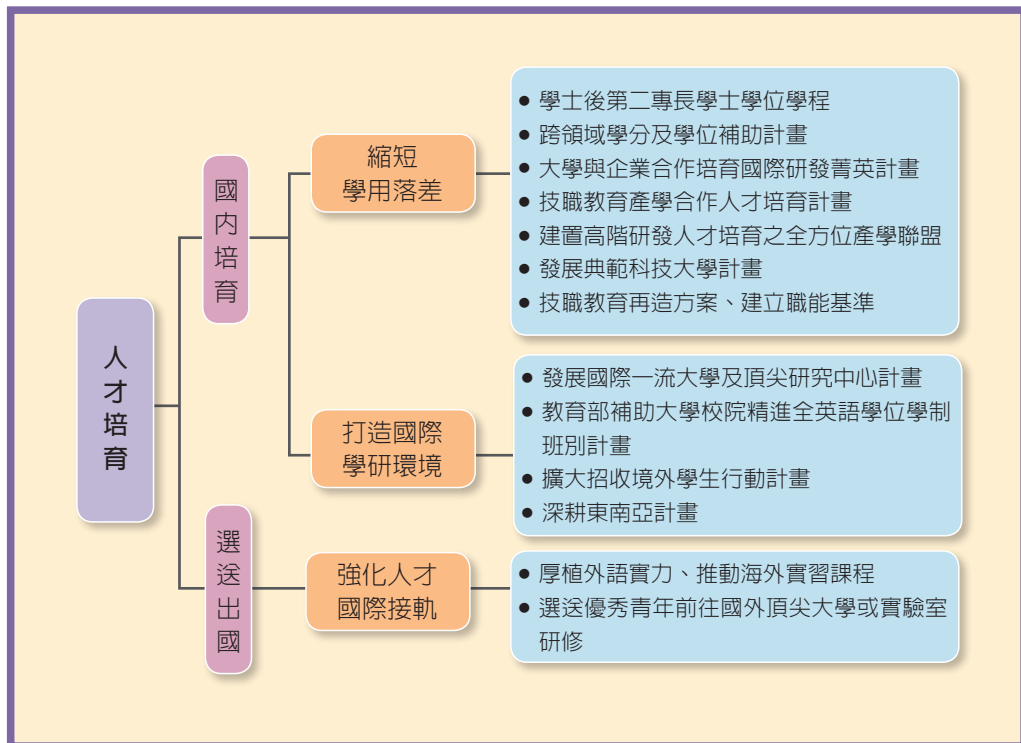 人才培育
國內培育
縮短
學用落差
● 學士後第二專長學士學位學程
● 跨領域學分及學位補助計畫
● 大學與企業合作培育國際研發菁英計畫
● 技職教育產學合作人才培育計畫
● 建置高階研發人才培育之全方位產學聯盟
● 發展典範科技大學計畫
● 技職教育再造方案、建立職能基準
打造國際
學研環境
● 發展國際一流大學及頂尖研究中心計畫
● 教育部補助大學校院精進全英語學位學制
班別計畫
● 擴大招收境外學生行動計畫
● 深耕東南亞計畫
選送出國
強化人才
國際接軌
● 厚植外語實力、推動海外實習課程
● 選送優秀青年前往國外頂尖大學或實驗室
研修